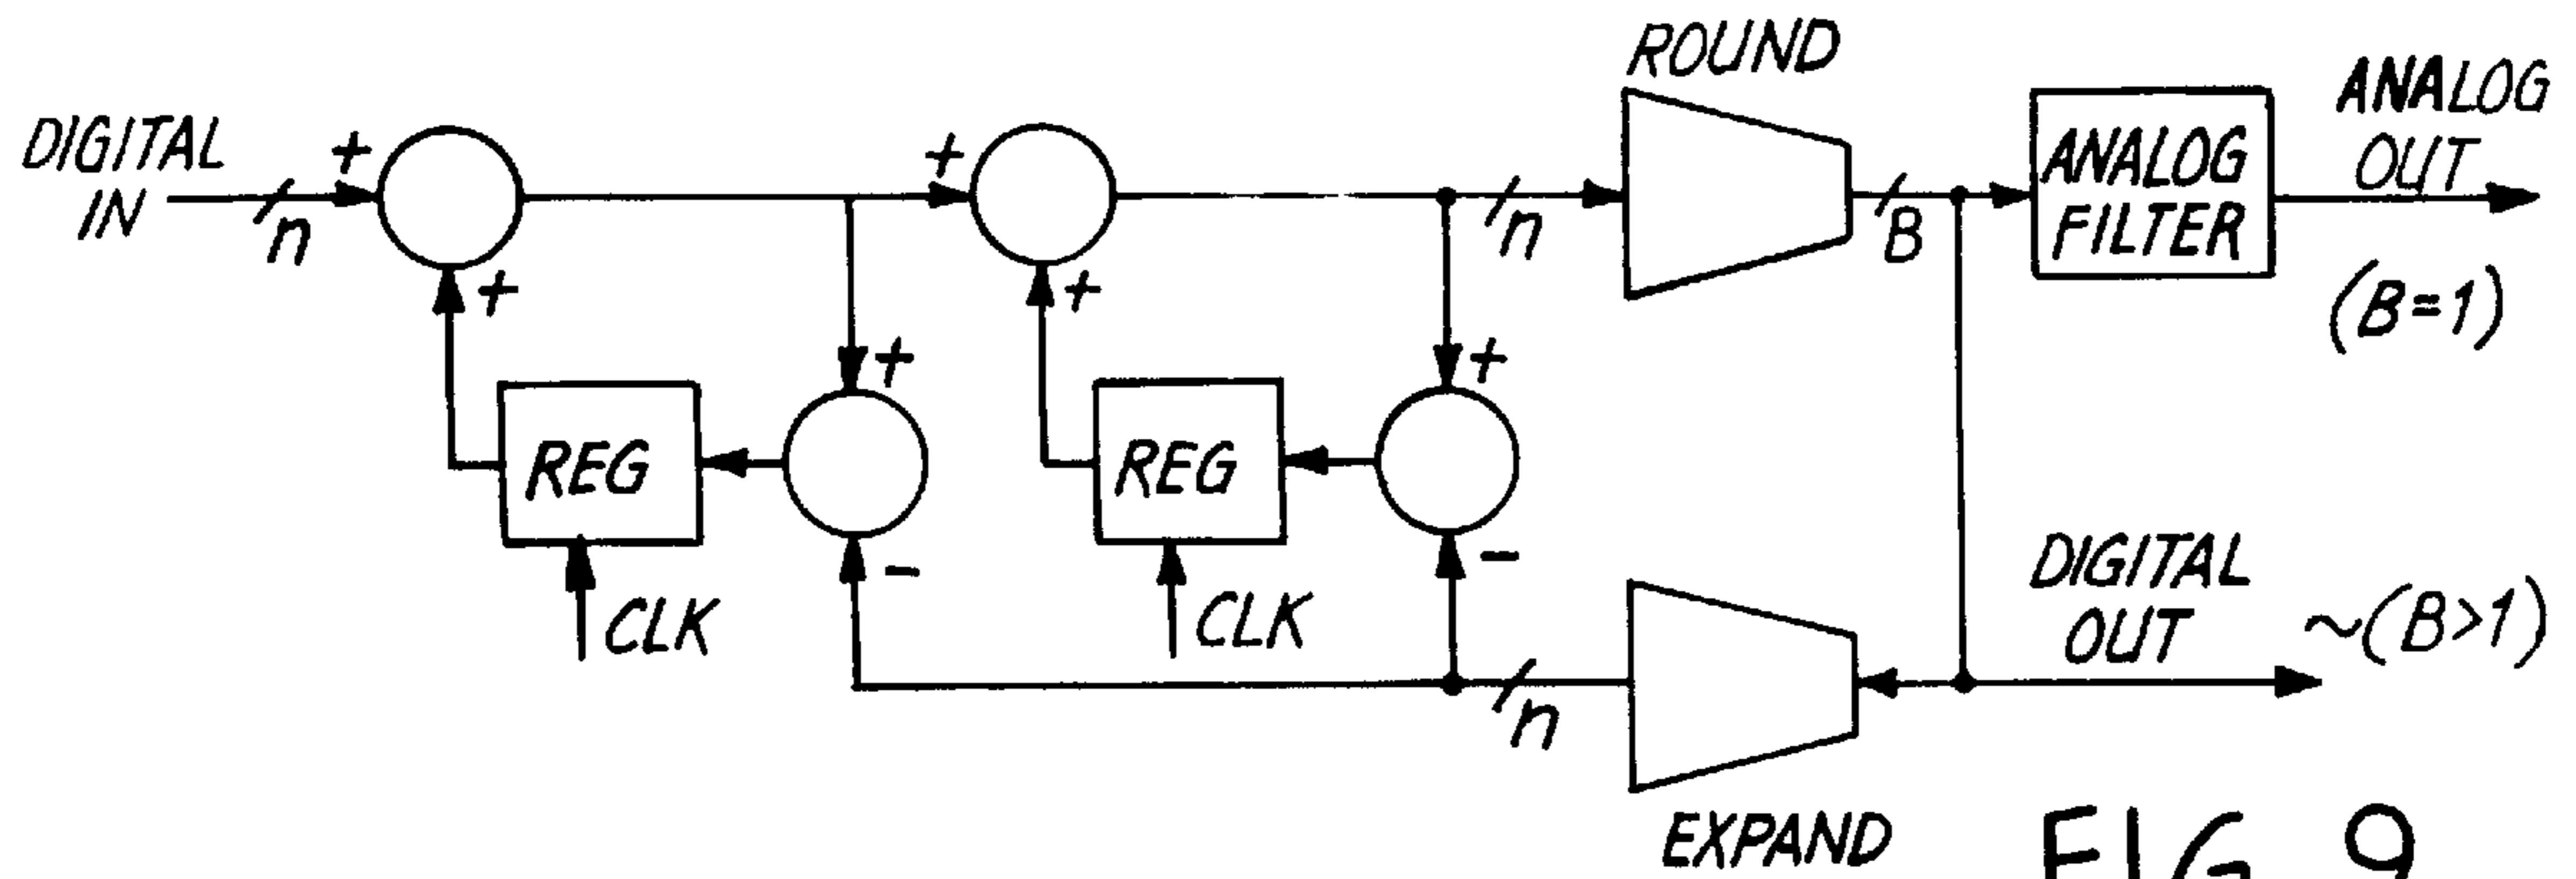 DIGITAL
IN
n
+
+
+
+
n
ROUND
B
ANALOG
FILTER
ANALOG
OUT
(B=1)
REG
CLK
+
-
REG
CLK
+
-
n
EXPAND
DIGITAL
OUT
~(B>1)
FIG 9